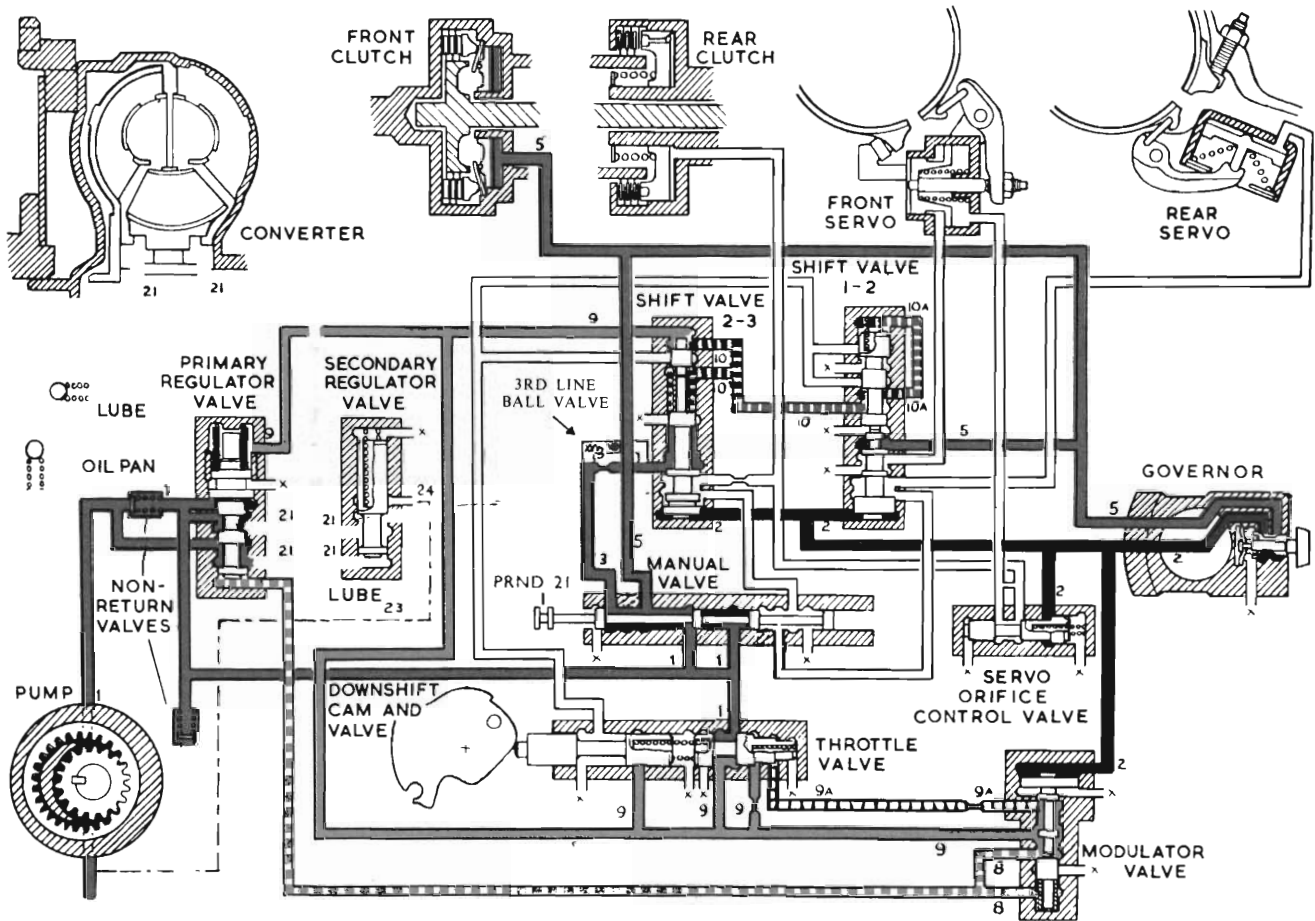 FRONT
CLUTCH
REAR
CLUTCH
5
FRONT
SERVO
REAR
SERVO
CONVERTER
21 21
SHIFT VALVE
1-2
SHIFT VALVE
2-3
10A
9
PRIMARY
REGULATOR
VALVE
SECONDARY
REGULATOR
VALVE
3RD LINE
BALL VALVE
10
10
10
10A
x
x
x
x
x
x
LUBE
9
5
OIL PAN
1
x
24
GOVERNOR
21
21
21
21
3
2
2
5
2
NON-
RETURN
VALVES
LUBE
23
3
5
MANUAL
VALVE
PRND 21
2
x
x
1
1
x
x
x
SERVO
ORIFICE
CONTROL VALVE
PUMP
1
DOWNSHIFT
CAM AND
VALVE
1
THROTTLE
VALVE
x
x
x
x
2
9
9
9
9A
9A
x
9
MODULATOR
VALVE
8
x
8